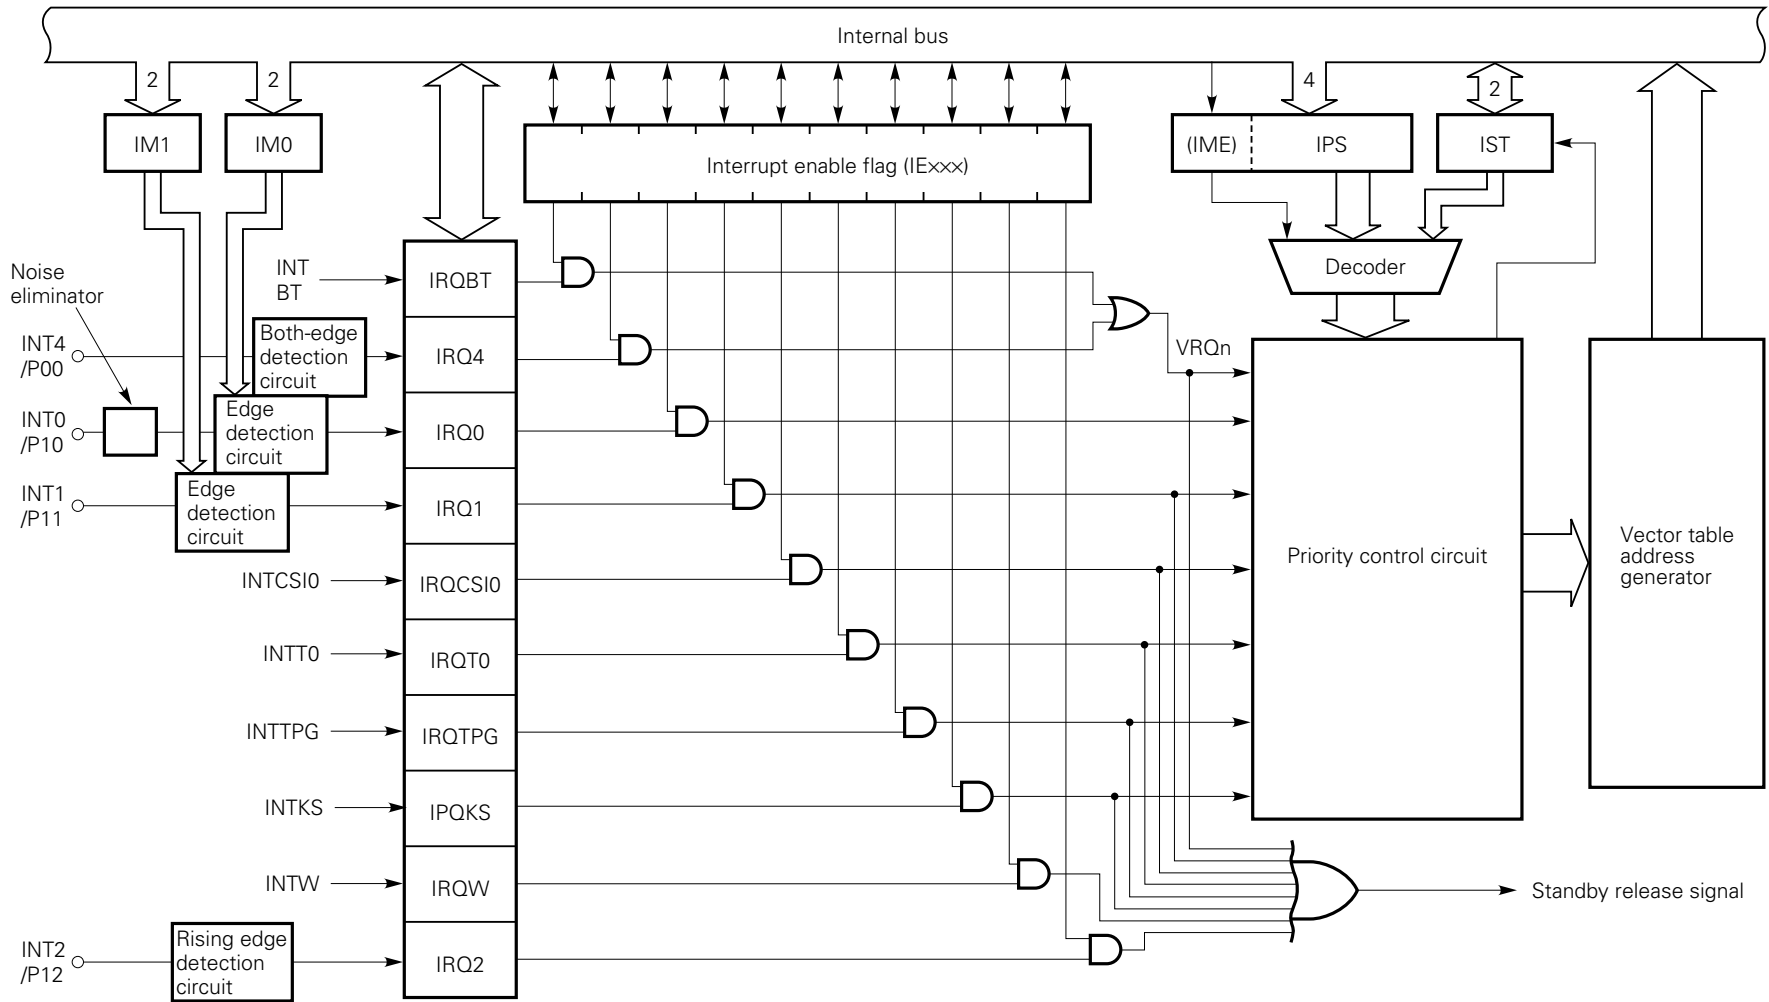 Internal bus
2
2
4
2
IM1
IM0
Interrupt enable flag (IE×××)
(IME)
IPS
IST
Decoder
Noise
eliminator
INT
BT
IRQBT
INT4
/P00
Both-edge
detection
circuit
IRQ4
VRQn
INT0
/P10
Edge
detection
circuit
IRQ0
INT1
/P11
Edge
detection
circuit
IRQ1
Priority control circuit
Vector table
address
generator
INTCSI0
IRQCSI0
INTT0
IRQT0
INTTPG
IRQTPG
INTKS
IPQKS
INTW
IRQW
Standby release signal
INT2
/P12
Rising edge
detection
circuit
IRQ2